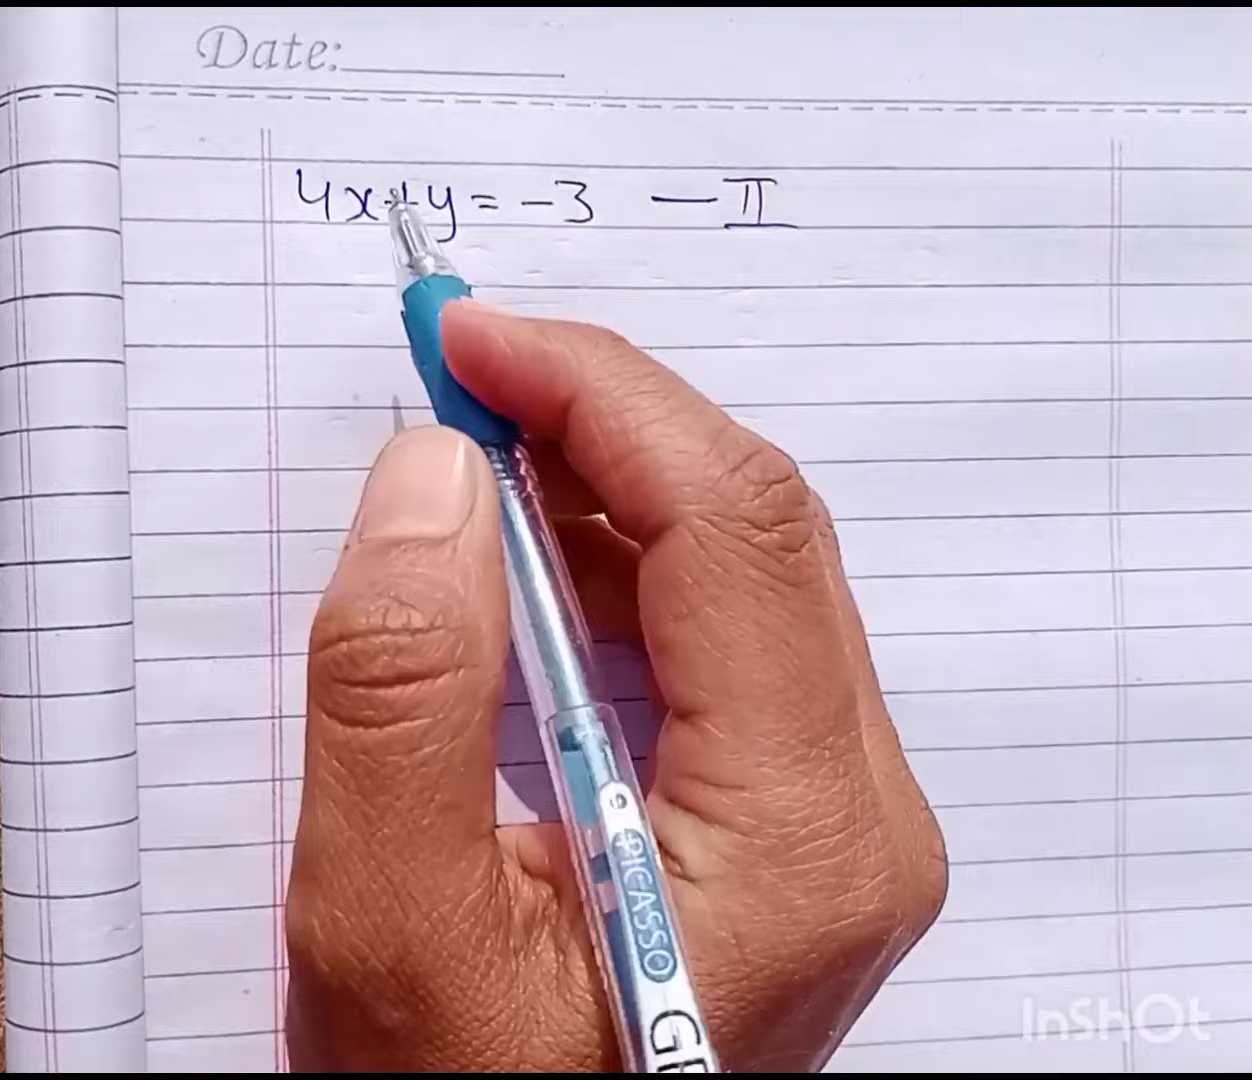 Date:
4x+y = -3 — II
PICASSO
InShOt